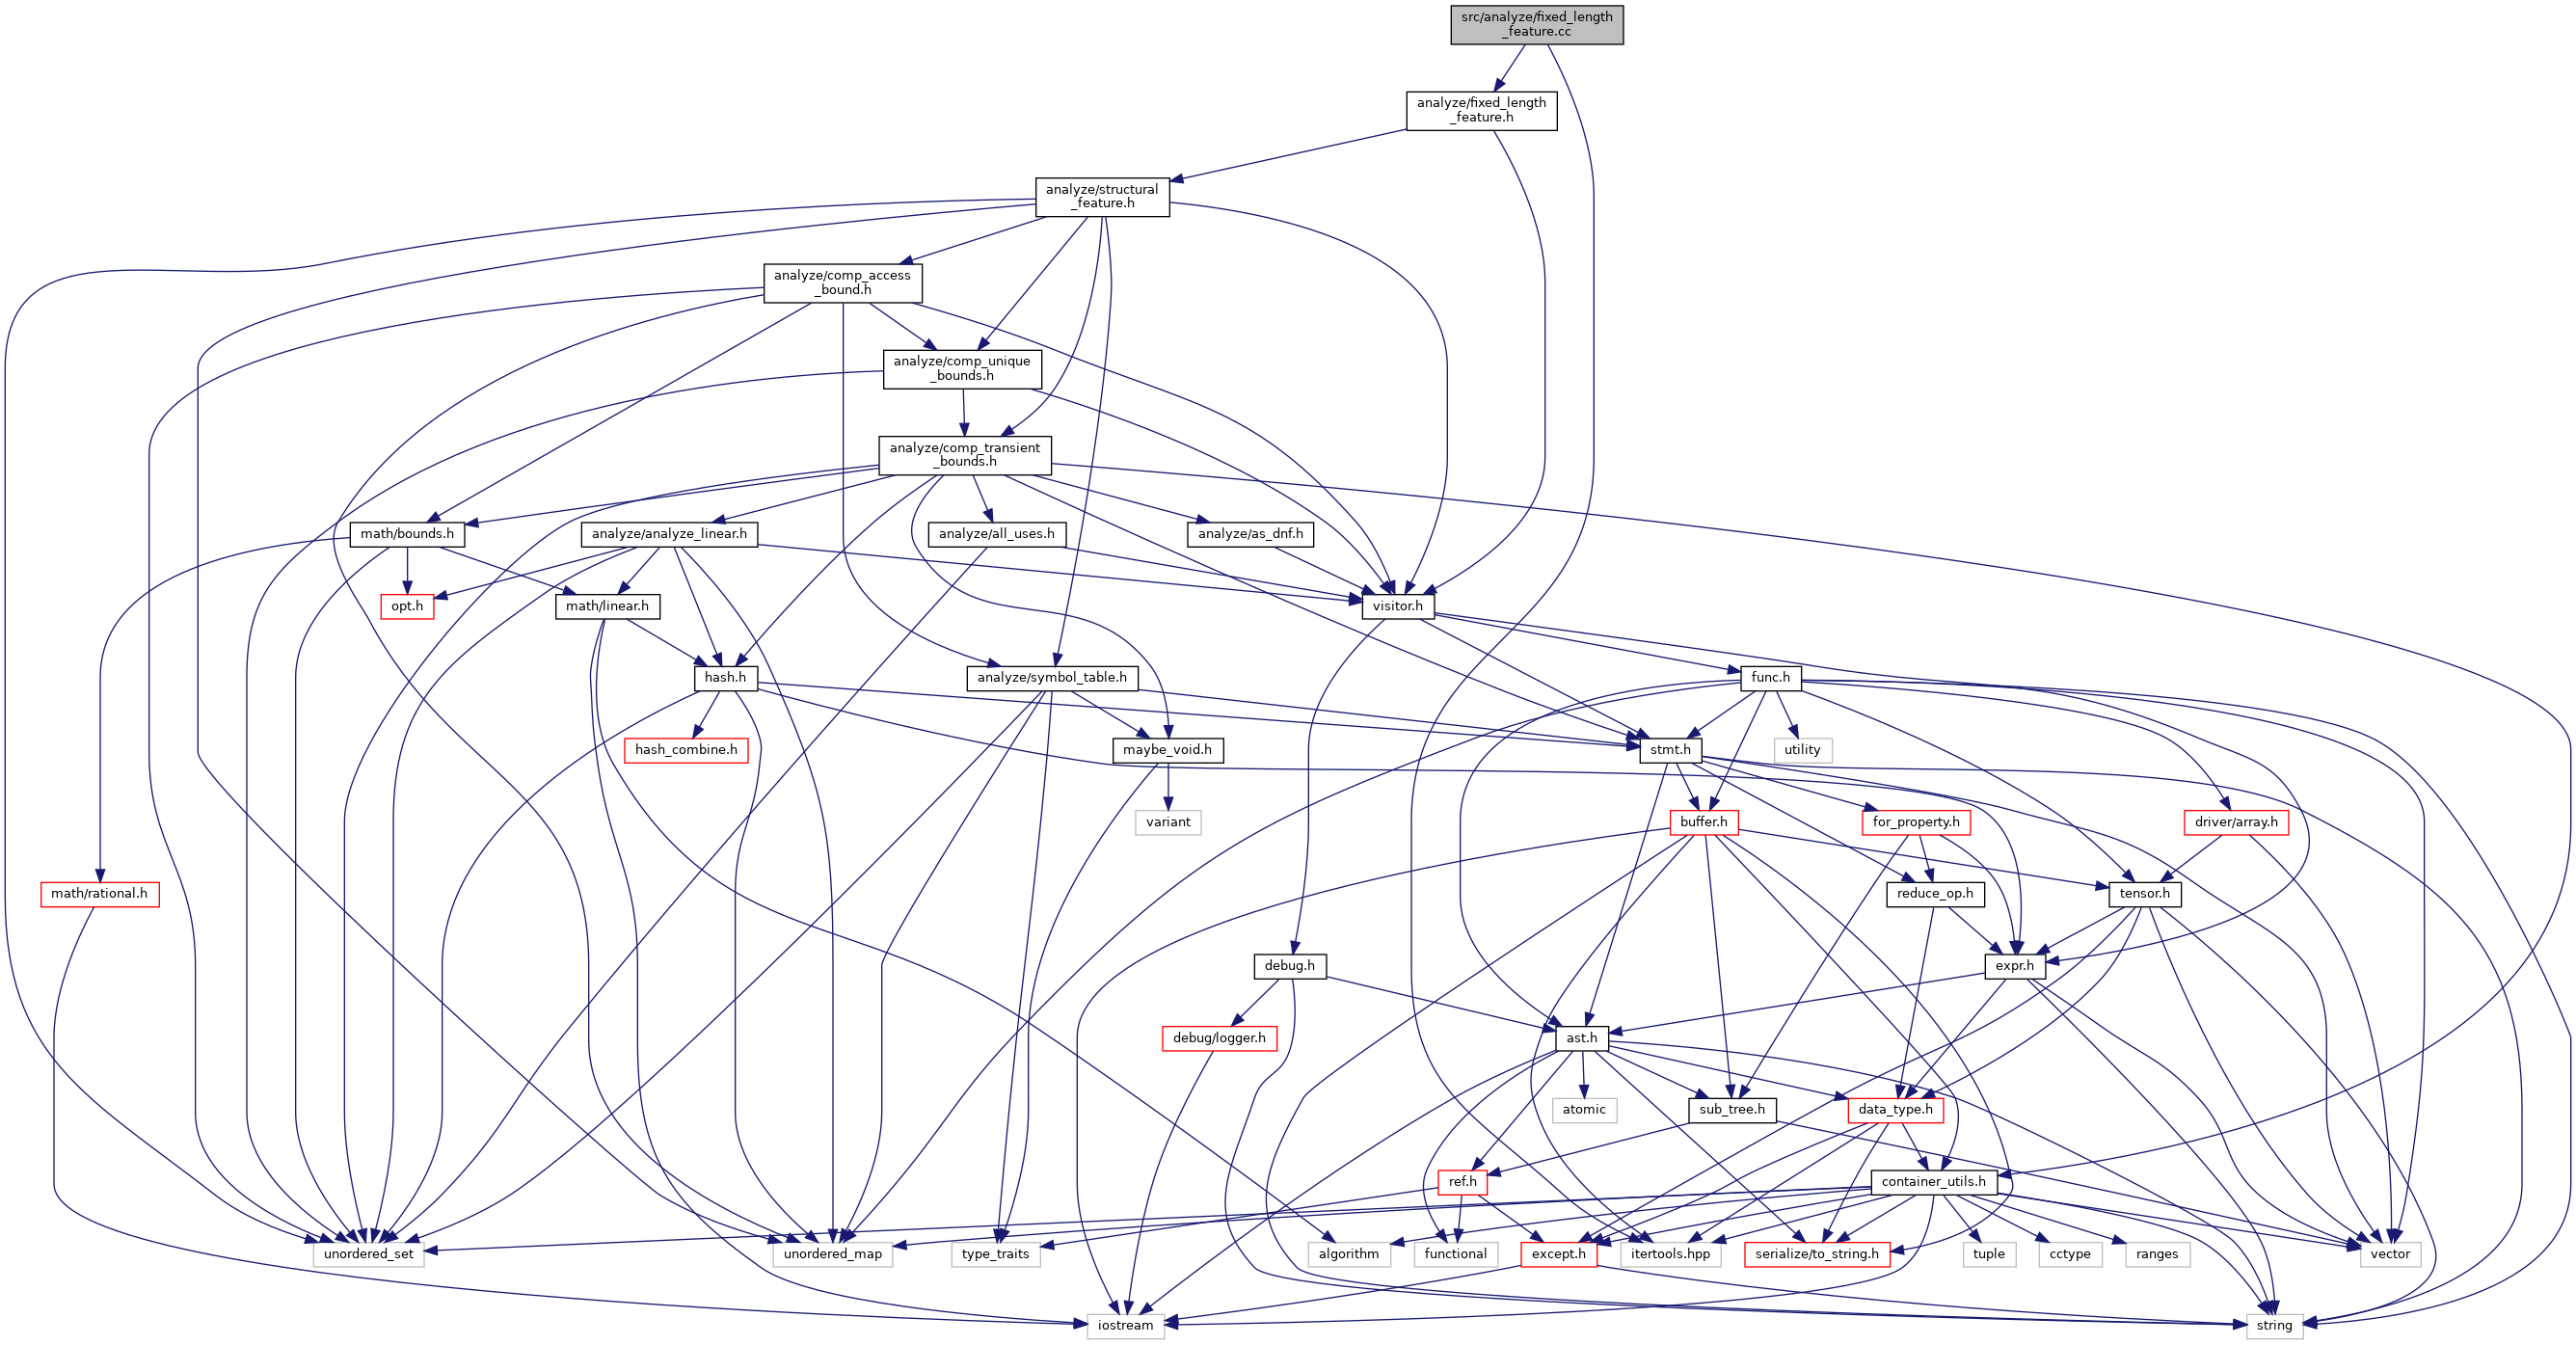 src/analyze/fixed_length
_feature.cc
analyze/fixed_length
_feature.h
analyze/structural
_feature.h
analyze/comp_access
_bound.h
analyze/comp_unique
_bounds.h
analyze/comp_transient
_bounds.h
math/bounds.h
analyze/analyze_linear.h
analyze/all_uses.h
analyze/as_dnf.h
opt.h
math/linear.h
visitor.h
hash.h
analyze/symbol_table.h
func.h
hash_combine.h
maybe_void.h
stmt.h
utility
variant
buffer.h
for_property.h
driver/array.h
math/rational.h
reduce_op.h
tensor.h
debug.h
expr.h
debug/logger.h
ast.h
atomic
sub_tree.h
data_type.h
ref.h
container_utils.h
unordered_set
unordered_map
type_traits
algorithm
functional
except.h
itertools.hpp
serialize/to_string.h
tuple
cctype
ranges
vector
iostream
string